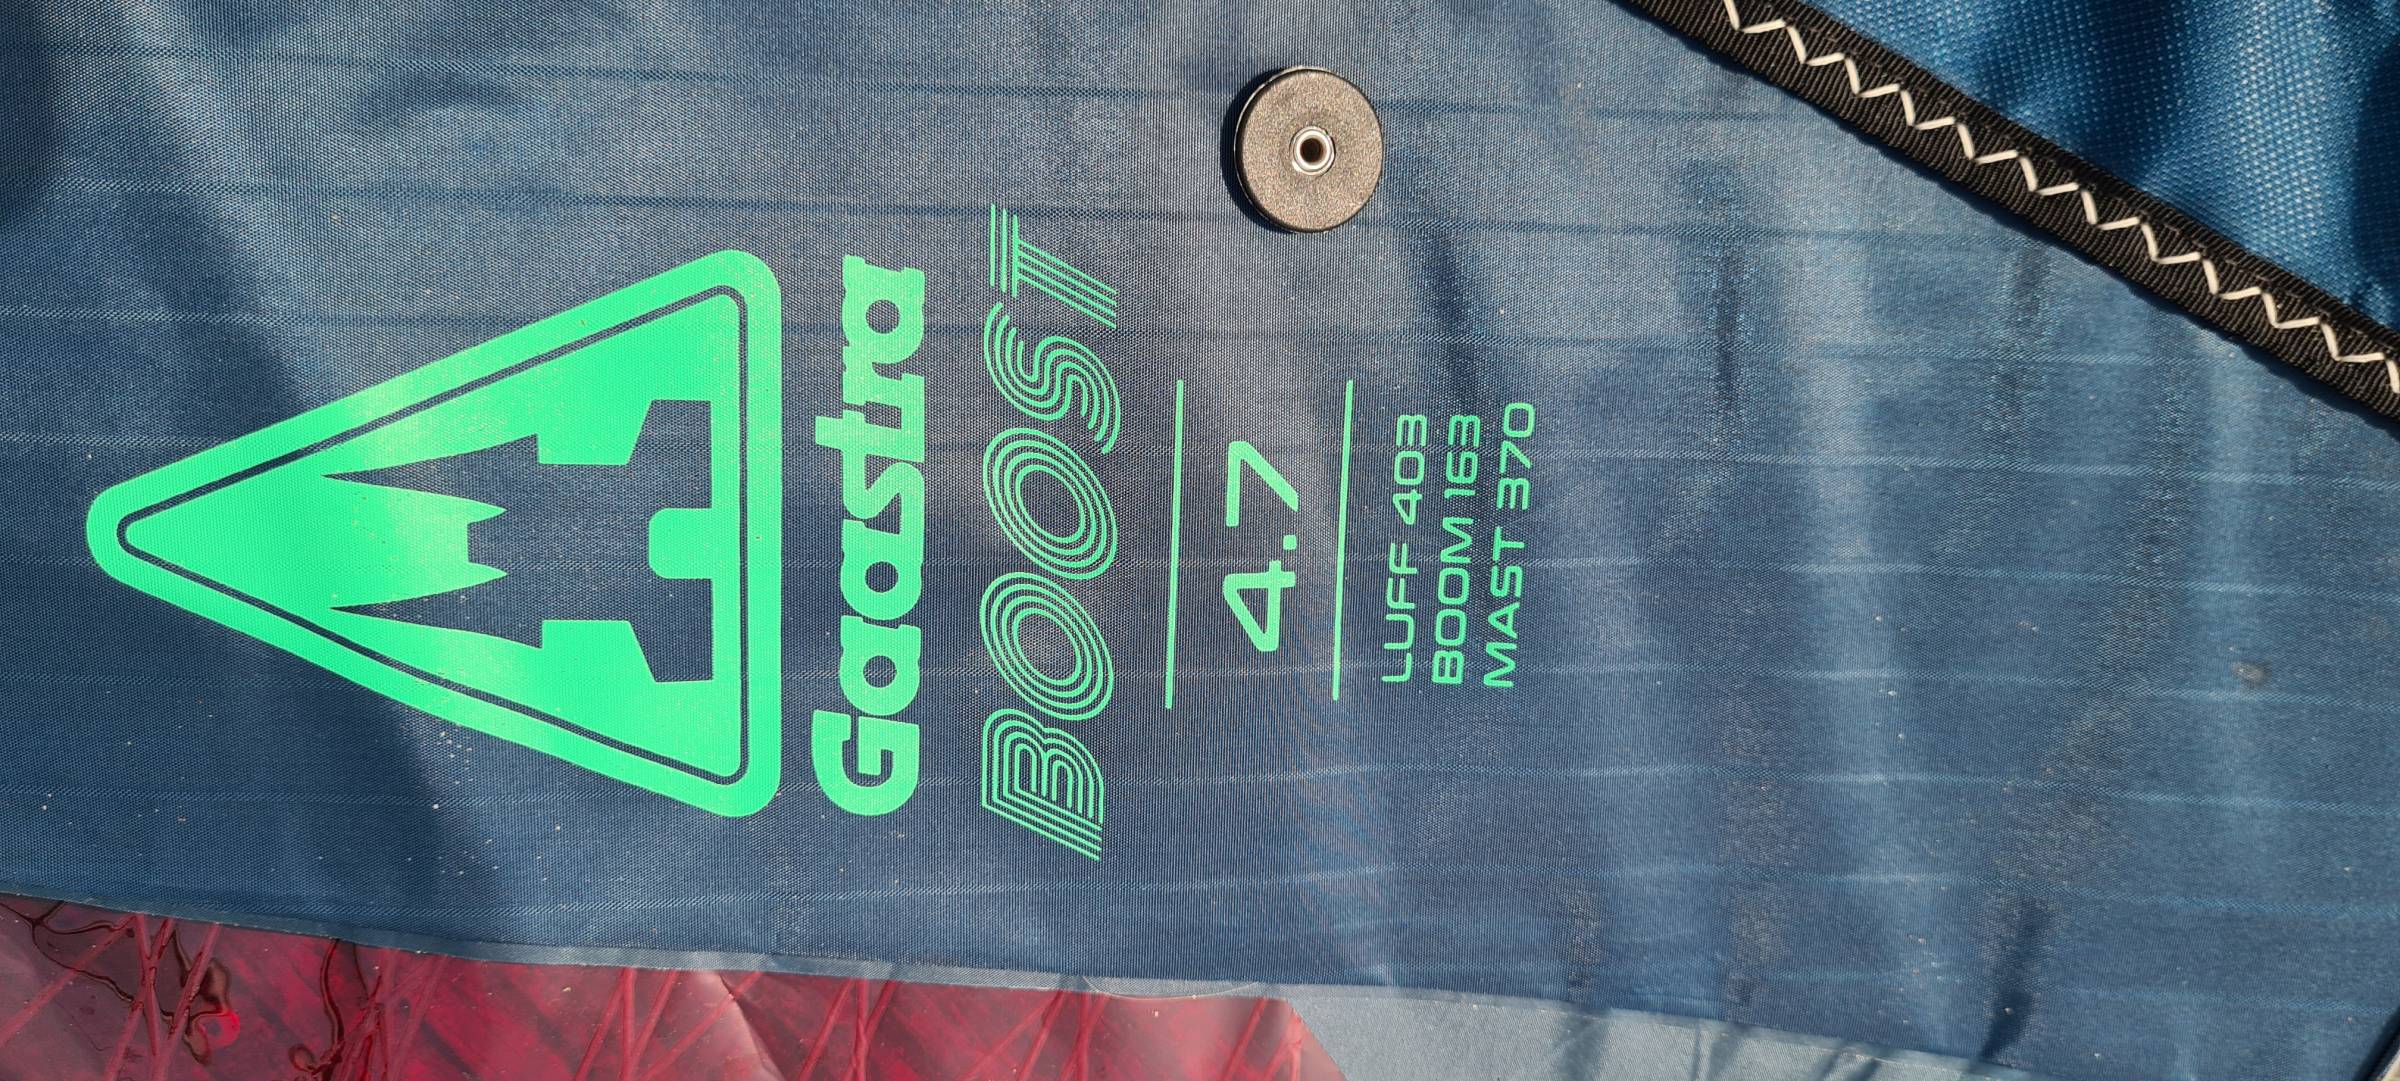 Gaastra
BOOST
4.7
LUFF 403
BOOM 163
MAST 370